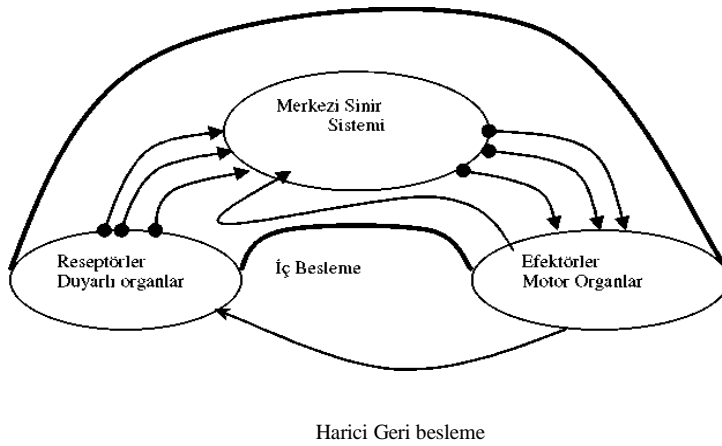 Merkezi Sinir
Sistemi
Reseptörler
Duyarlı organlar
İç Besleme
Efektörler
Motor Organlar
Harici Geri besleme